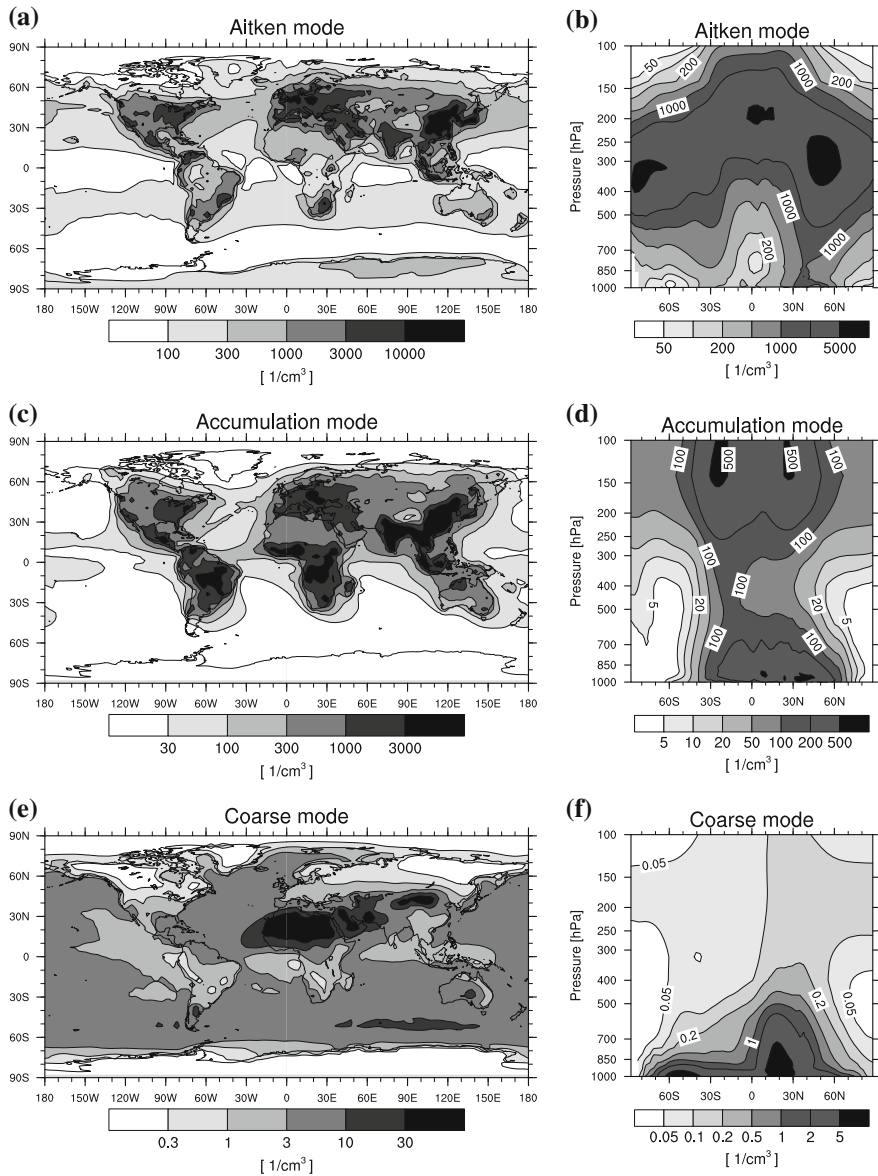 (a) Aitken mode
90N
60N
30N
0
30S
60S
90S
180 150W 120W 90W 60W 30W 0 30E 60E 90E 120E 150E 180
100 300 1000 3000 10000
[ 1/cm³ ]
(b) Aitken mode
Pressure [hPa]
100
150
200
250
300
400
500
700
850
1000
50 200 1000 200
1000
1000
200 1000
60S 30S 0 30N 60N
50 200 1000 5000
[ 1/cm³ ]
(c) Accumulation mode
90N
60N
30N
0
30S
60S
90S
180 150W 120W 90W 60W 30W 0 30E 60E 90E 120E 150E 180
30 100 300 1000 3000
[ 1/cm³ ]
(d) Accumulation mode
Pressure [hPa]
100
150
200
250
300
400
500
700
850
1000
100 500 500 100
100 100
100
5 20 20 5
100 100
60S 30S 0 30N 60N
5 10 20 50 100 200 500
[ 1/cm³ ]
(e) Coarse mode
90N
60N
30N
0
30S
60S
90S
180 150W 120W 90W 60W 30W 0 30E 60E 90E 120E 150E 180
0.3 1 3 10 30
[ 1/cm³ ]
(f) Coarse mode
Pressure [hPa]
100
150
200
250
300
400
500
700
850
1000
0.05
0.05 0.2 0.05
0.2 1
60S 30S 0 30N 60N
0.05 0.1 0.2 0.5 1 2 5
[ 1/cm³ ]